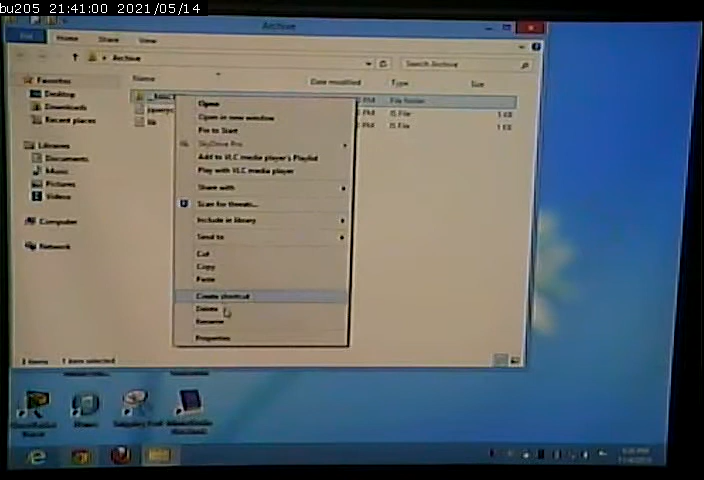 bu205 21:41:00 2021/05/14
Archive
File Home Share View
Archive
Search Archive
Name
Date modified
Type
Size
PM File folder
PM JS File 1 KB
lib
PM JS File 1 KB
Favorites
Desktop
Downloads
Recent places
Libraries
Documents
Music
Pictures
Videos
Computer
Network
Open
Open in new window
Pin to Start
SkyDrive Pro
Add to VLC media player's Playlist
Play with VLC media player
Share with
Scan for threats...
Include in library
Send to
Cut
Copy
Paste
Create shortcut
Delete
Rename
Properties
3 items 1 item selected